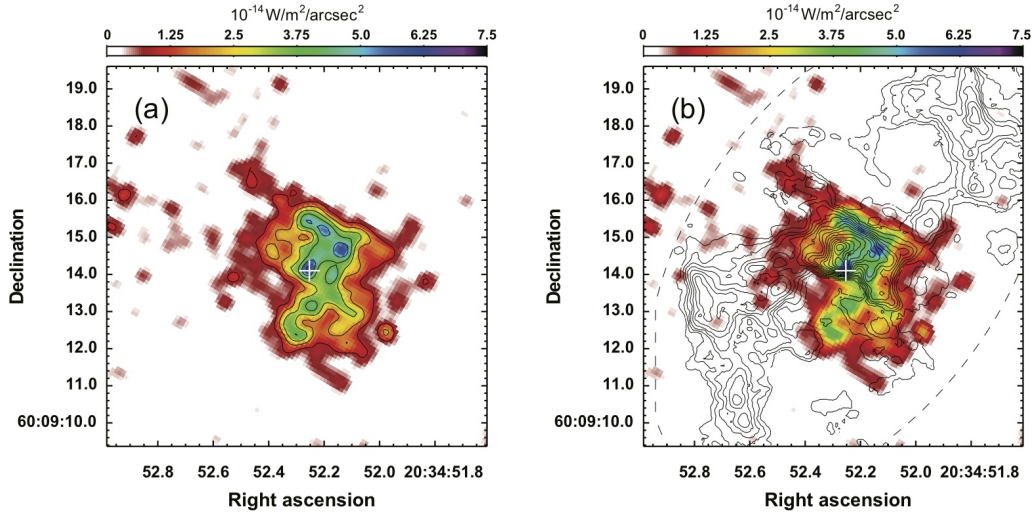 10⁻¹⁴ W/m²/arcsec²
0 1.25 2.5 3.75 5.0 6.25 7.5
(a)
19.0
18.0
17.0
16.0
15.0
14.0
13.0
12.0
11.0
60:09:10.0
Declination
52.8 52.6 52.4 52.2 52.0 20:34:51.8
Right ascension
10⁻¹⁴ W/m²/arcsec²
0 1.25 2.5 3.75 5.0 6.25 7.5
(b)
19.0
18.0
17.0
16.0
15.0
14.0
13.0
12.0
11.0
60:09:10.0
Declination
52.8 52.6 52.4 52.2 52.0 20:34:51.8
Right ascension